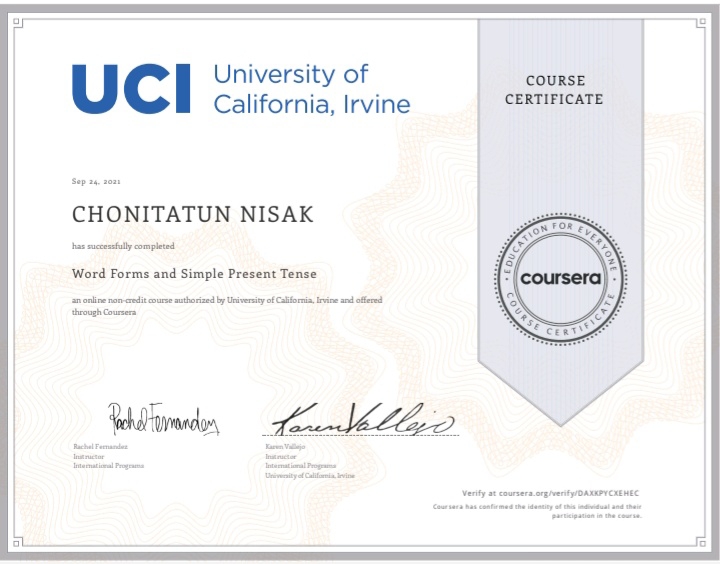 UCI University of
California, Irvine
COURSE
CERTIFICATE
Sep 24, 2021
CHONITATUN NISAK
has successfully completed
Word Forms and Simple Present Tense
an online non-credit course authorized by University of California, Irvine and offered
through Coursera
EDUCATION FOR EVERYONE
coursera
COURSE CERTIFICATE
Rachel Fernandez
Karen Vallejo
Rachel Fernandez
Instructor
International Programs
Karen Vallejo
Instructor
International Programs
University of California, Irvine
Verify at coursera.org/verify/DAXKPYCXEHEC
Coursera has confirmed the identity of this individual and their
participation in the course.